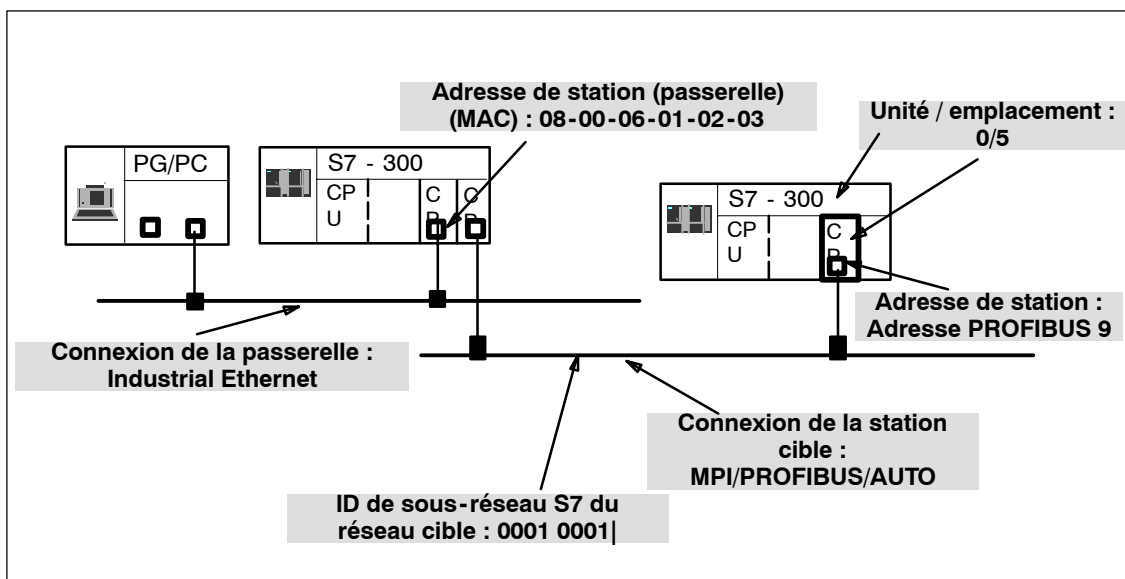 Adresse de station (passerelle)
(MAC) : 08-00-06-01-02-03
Unité / emplacement :
0/5
PG/PC
S7 - 300
CP
U
C
P
C
P
S7 - 300
CP
U
C
P
Adresse de station :
Adresse PROFIBUS 9
Connexion de la passerelle :
Industrial Ethernet
Connexion de la station
cible :
MPI/PROFIBUS/AUTO
ID de sous-réseau S7 du
réseau cible : 0001 0001|